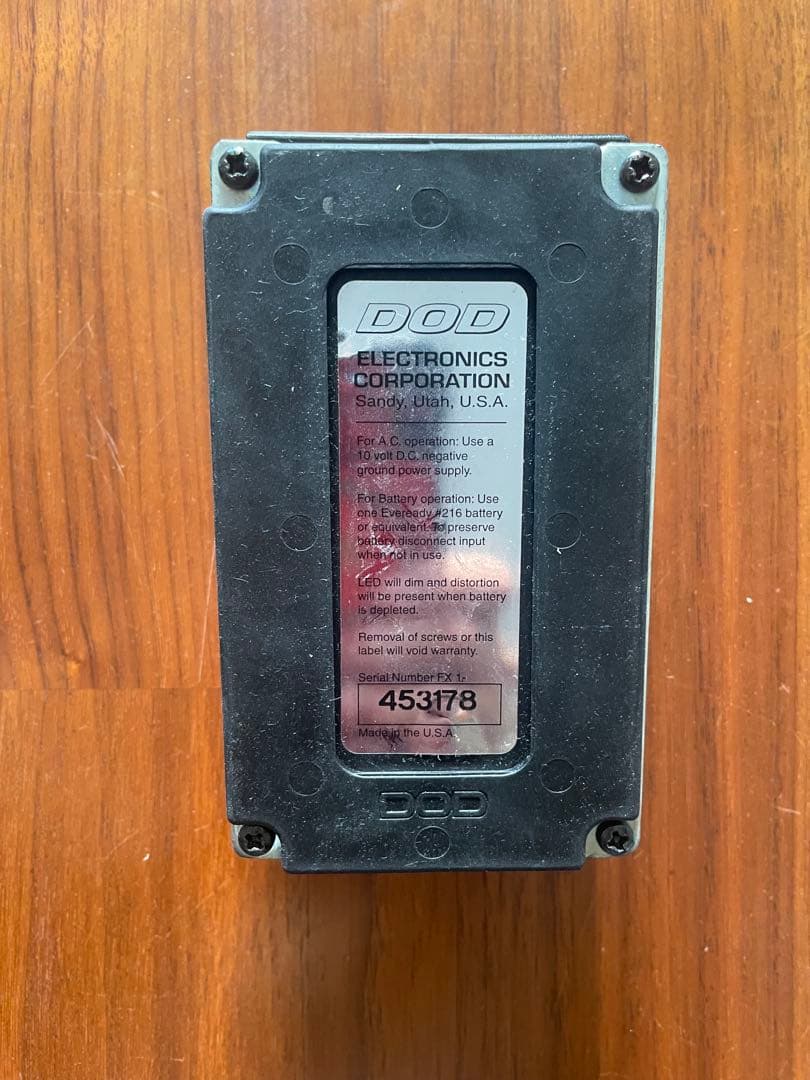 DOD
ELECTRONICS
CORPORATION
Sandy, Utah, U.S.A.
For A.C. operation: Use a
10 volt D.C. negative
ground power supply.
For Battery operation: Use
one Eveready #216 battery
or equivalent. To preserve
battery disconnect input
when not in use.
LED will dim and distortion
will be present when battery
is depleted.
Removal of screws or this
label will void warranty.
Serial Number FX 1-
453178
Made in the U.S.A.
DOD